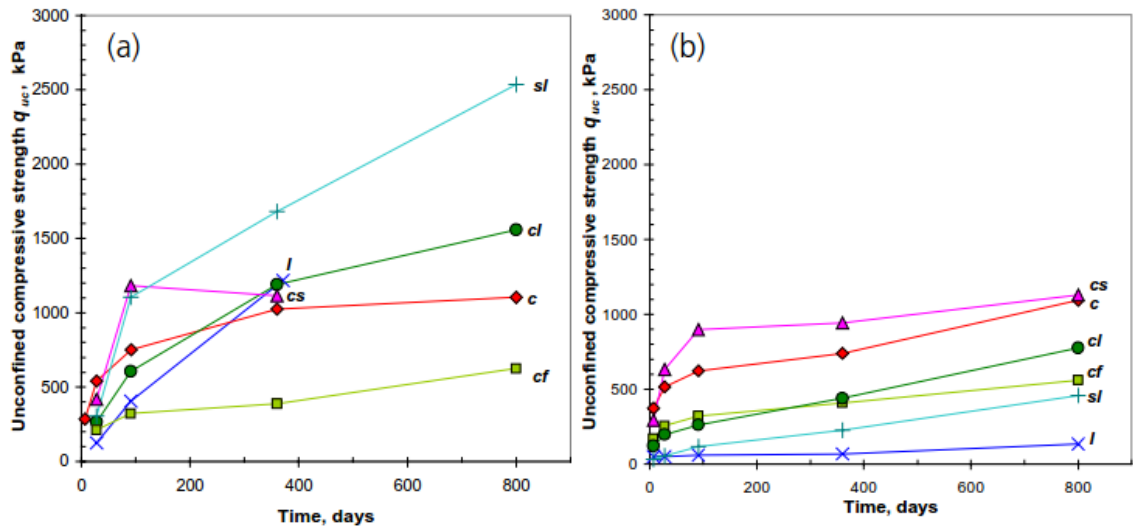 (a)
Unconfined compressive strength q uc, kPa
3000
2500
2000
1500
1000
500
0
sl
cl
l
cs
c
cf
0 200 400 600 800
Time, days
(b)
Unconfined compressive strength q uc, kPa
3000
2500
2000
1500
1000
500
0
cs
c
cl
cf
sl
l
0 200 400 600 800
Time, days